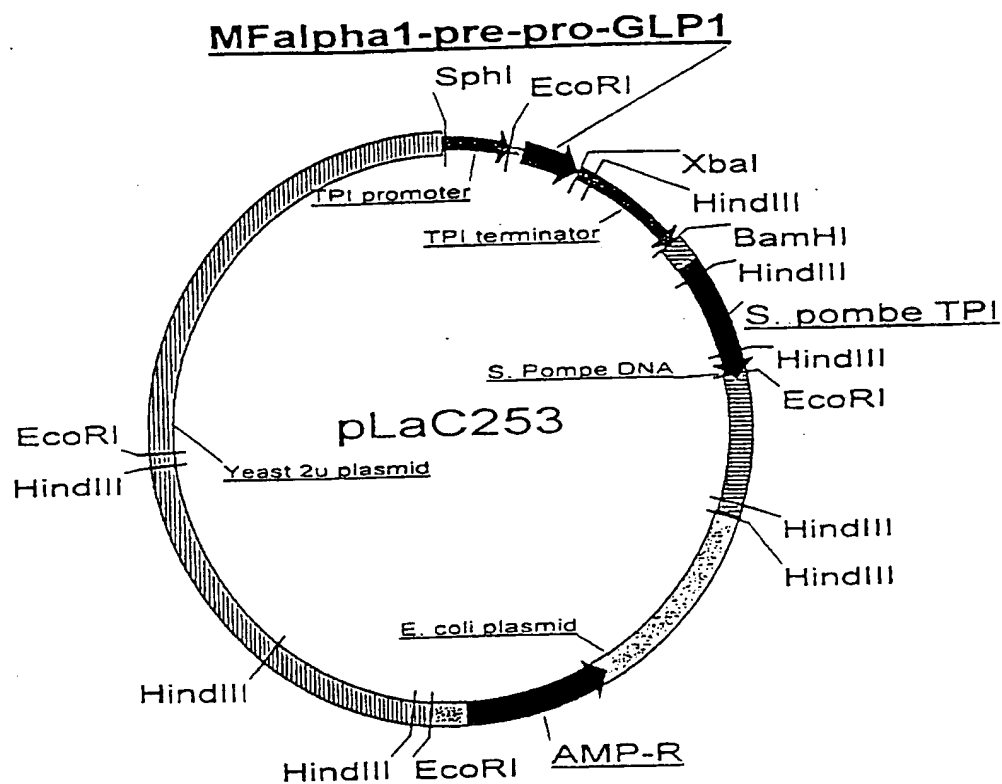 MFalpha1-pre-pro-GLP1
SphI
EcoRI
XbaI
HindIII
TPI promoter
TPI terminator
BamHI
HindIII
S. pombe TPI
HindIII
S. Pompe DNA
EcoRI
pLaC253
EcoRI
HindIII
Yeast 2u plasmid
HindIII
HindIII
E. coli plasmid
HindIII
HindIII
EcoRI
AMP-R